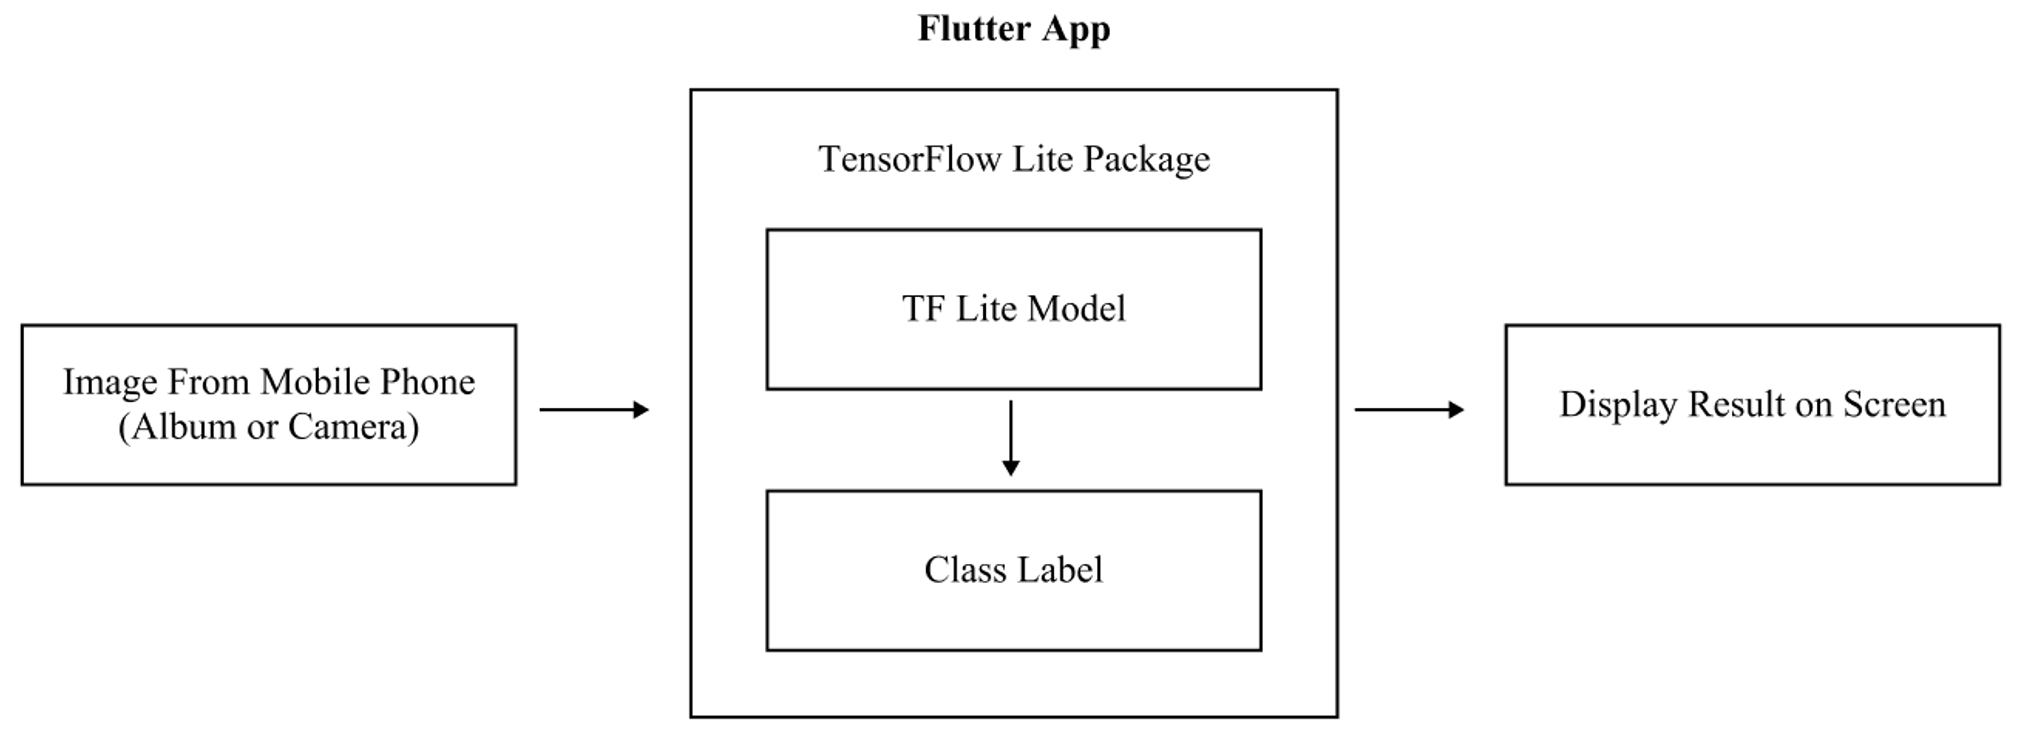 Flutter App
TensorFlow Lite Package
TF Lite Model
Image From Mobile Phone
(Album or Camera)
Display Result on Screen
Class Label